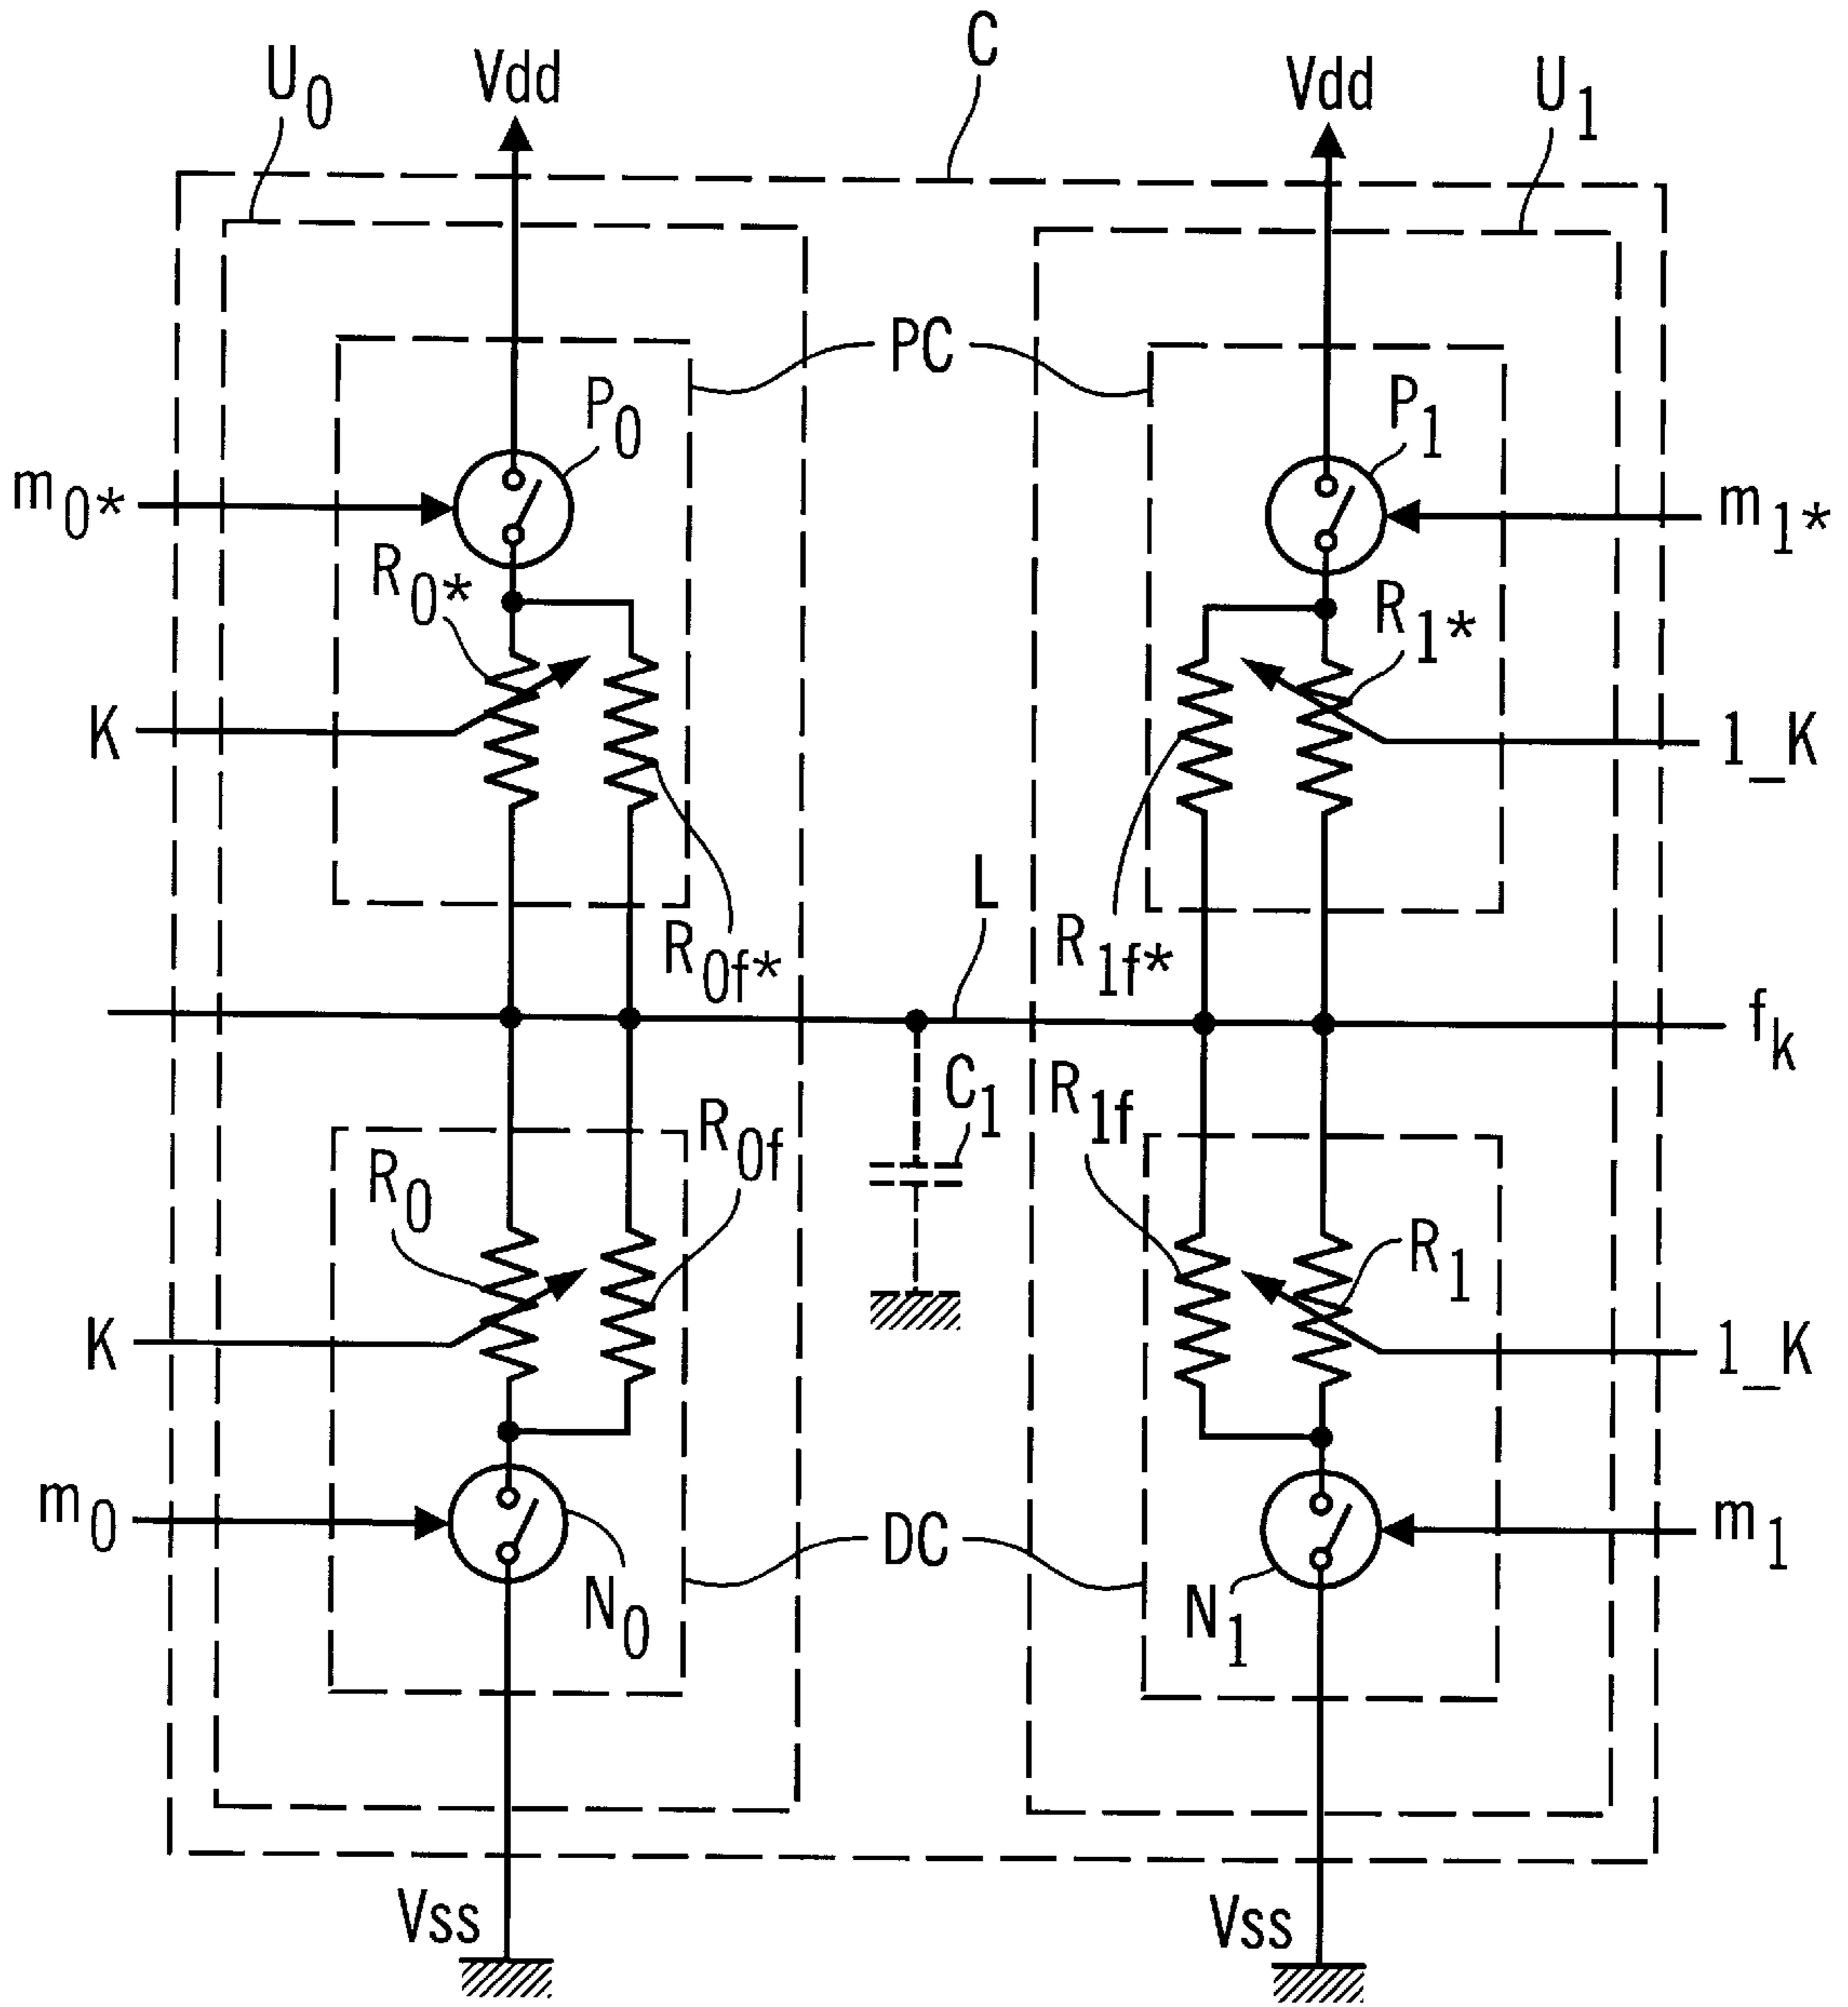 C
U0
Vdd
Vdd
U1
PC
P0
P1
m0*
m1*
R0*
R1*
K
1_K
L
R0f*
R1f*
fk
C1
R1f
R0f
R0
R1
K
1_K
m0
DC
m1
N0
N1
Vss
Vss